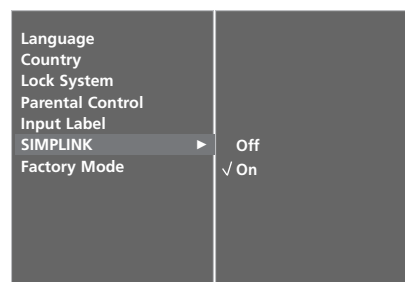 Language
Country
Lock System
Parental Control
Input Label
SIMPLINK ►
Factory Mode
Off
√ On